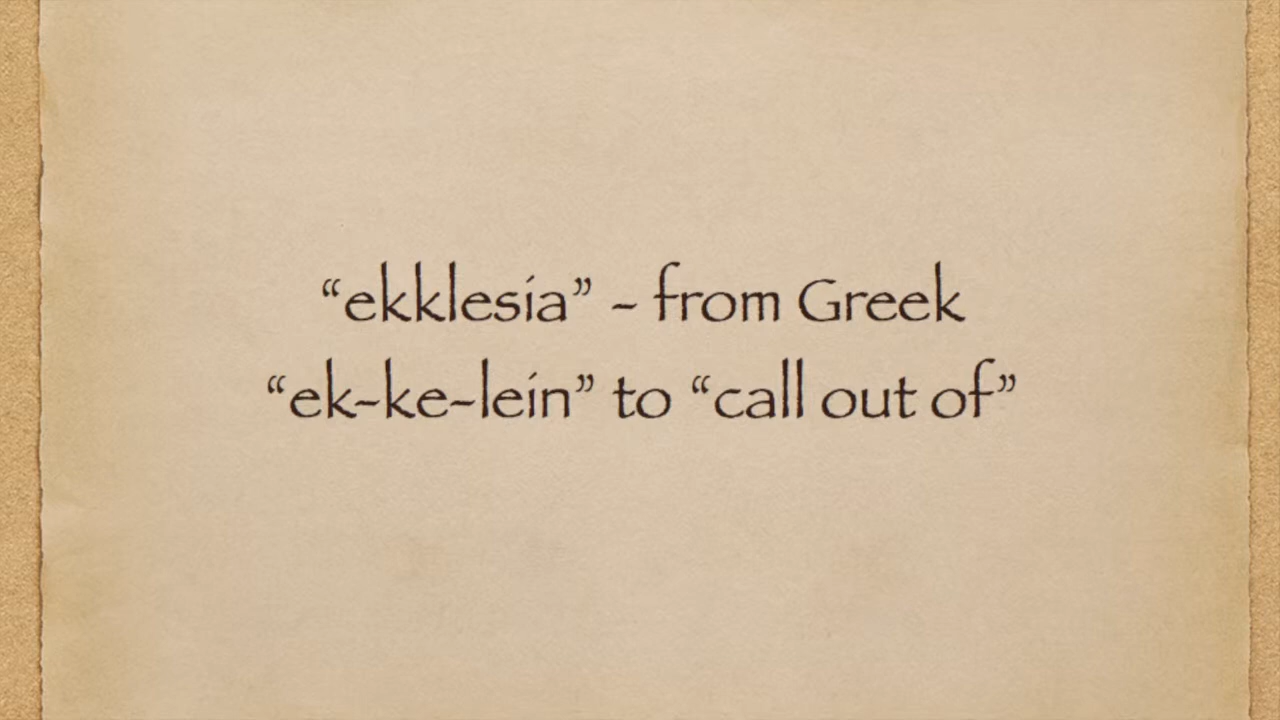 “ekklesia” - from Greek
“ek-ke-lein” to “call out of”